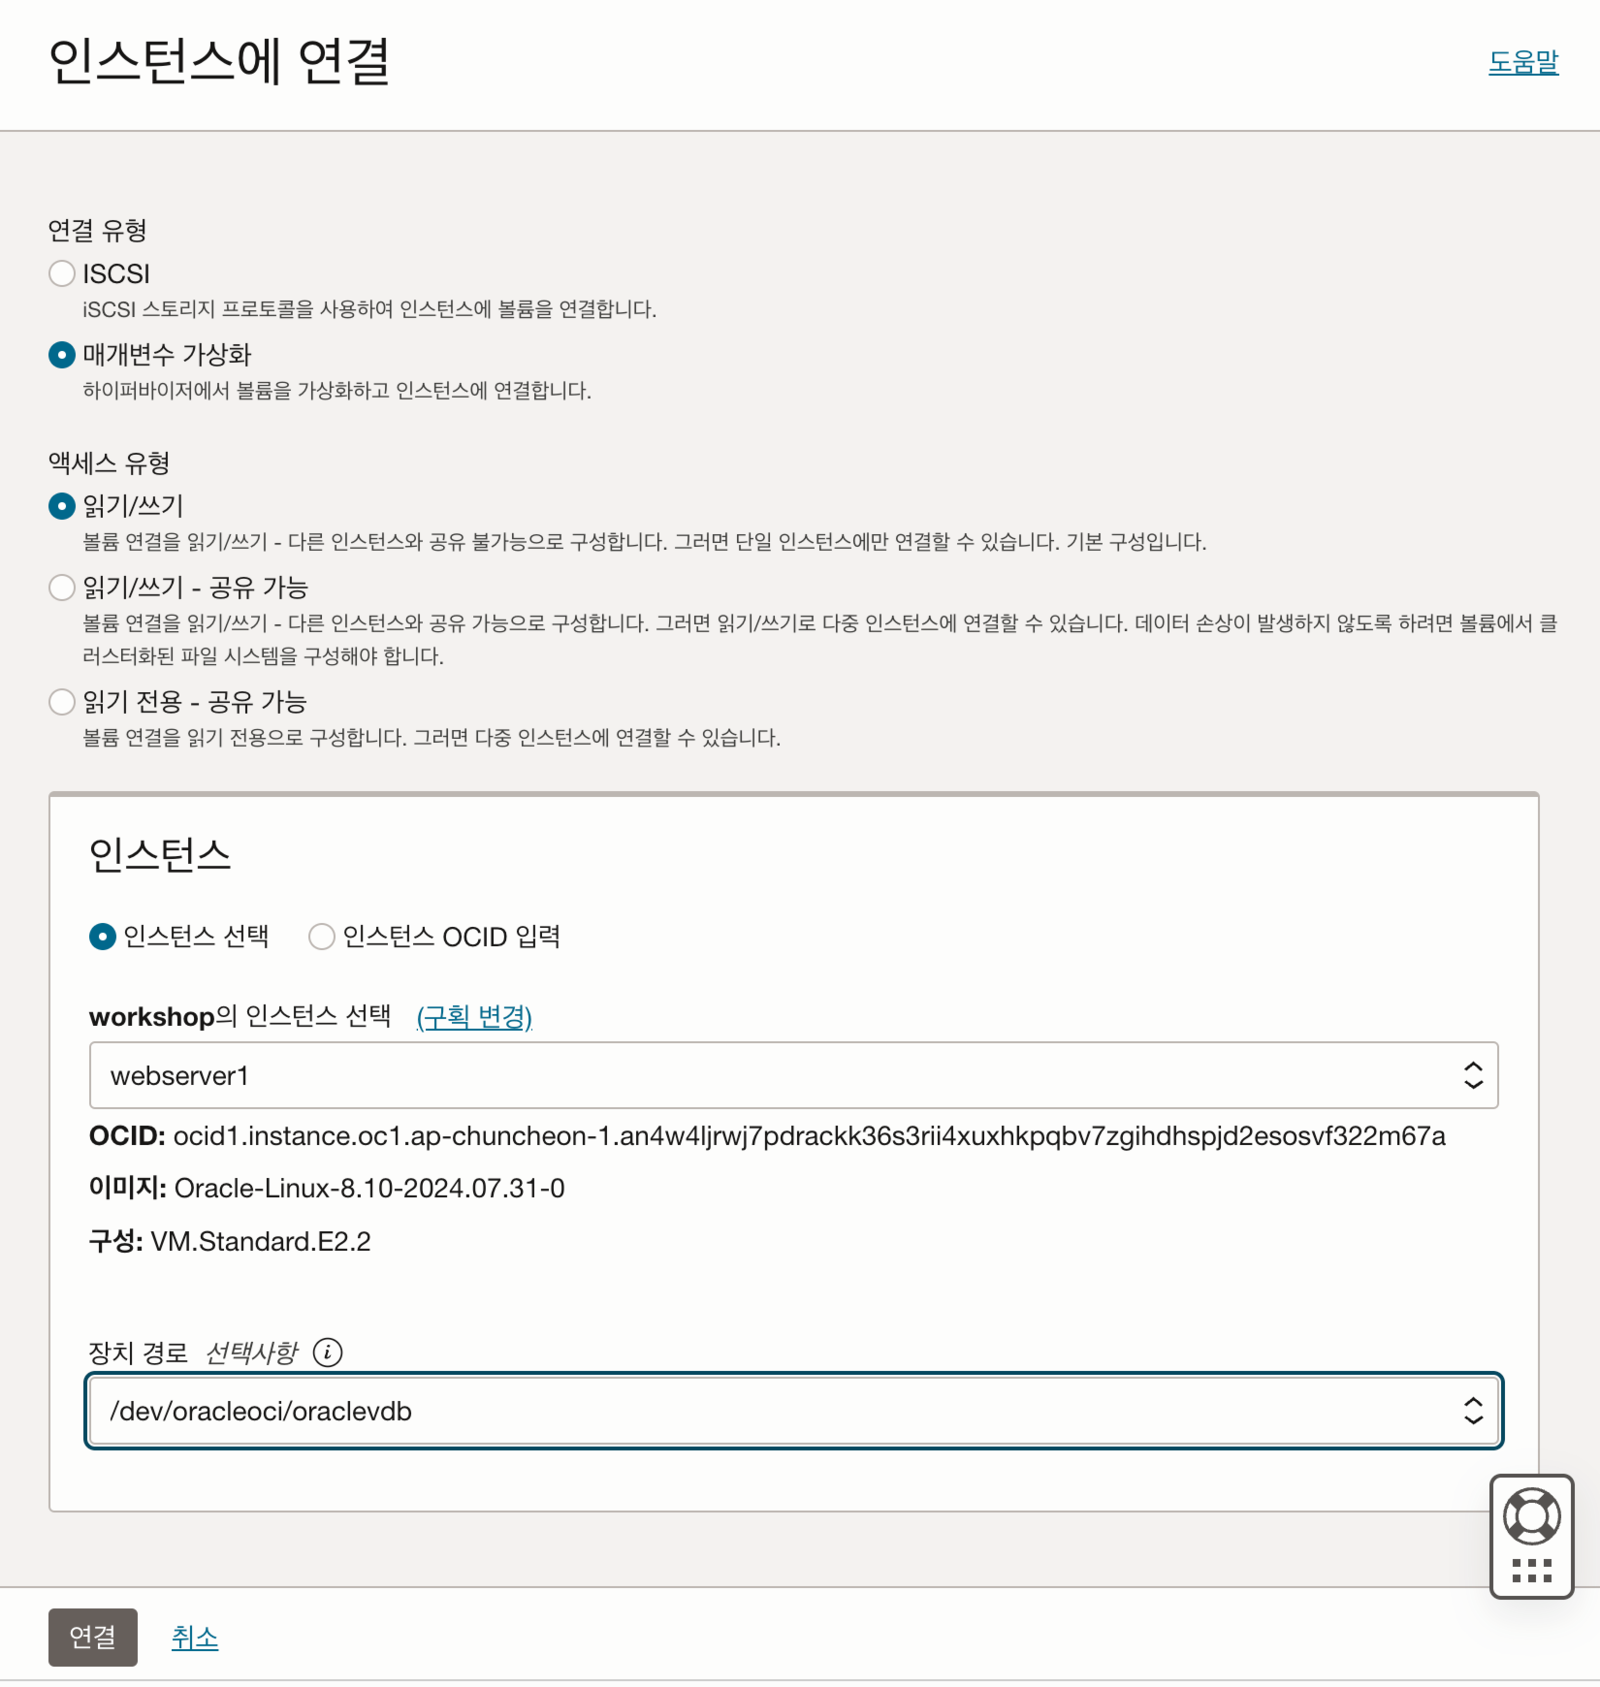 인스턴스에 연결
도움말
연결 유형
ISCSI
iSCSI 스토리지 프로토콜을 사용하여 인스턴스에 볼륨을 연결합니다.
매개변수 가상화
하이퍼바이저에서 볼륨을 가상화하고 인스턴스에 연결합니다.
액세스 유형
읽기/쓰기
볼륨 연결을 읽기/쓰기 - 다른 인스턴스와 공유 불가능으로 구성합니다. 그러면 단일 인스턴스에만 연결할 수 있습니다. 기본 구성입니다.
읽기/쓰기 - 공유 가능
볼륨 연결을 읽기/쓰기 - 다른 인스턴스와 공유 가능으로 구성합니다. 그러면 읽기/쓰기로 다중 인스턴스에 연결할 수 있습니다. 데이터 손상이 발생하지 않도록 하려면 볼륨에서 클
러스터화된 파일 시스템을 구성해야 합니다.
읽기 전용 - 공유 가능
볼륨 연결을 읽기 전용으로 구성합니다. 그러면 다중 인스턴스에 연결할 수 있습니다.
인스턴스
인스턴스 선택 인스턴스 OCID 입력
workshop의 인스턴스 선택 (구획 변경)
webserver1
OCID: ocid1.instance.oc1.ap-chuncheon-1.an4w4ljrwj7pdrackk36s3rii4xuxhkpqbv7zgihdhspjd2esosvf322m67a
이미지: Oracle-Linux-8.10-2024.07.31-0
구성: VM.Standard.E2.2
장치 경로 선택사항
/dev/oracleoci/oraclevdb
연결 취소